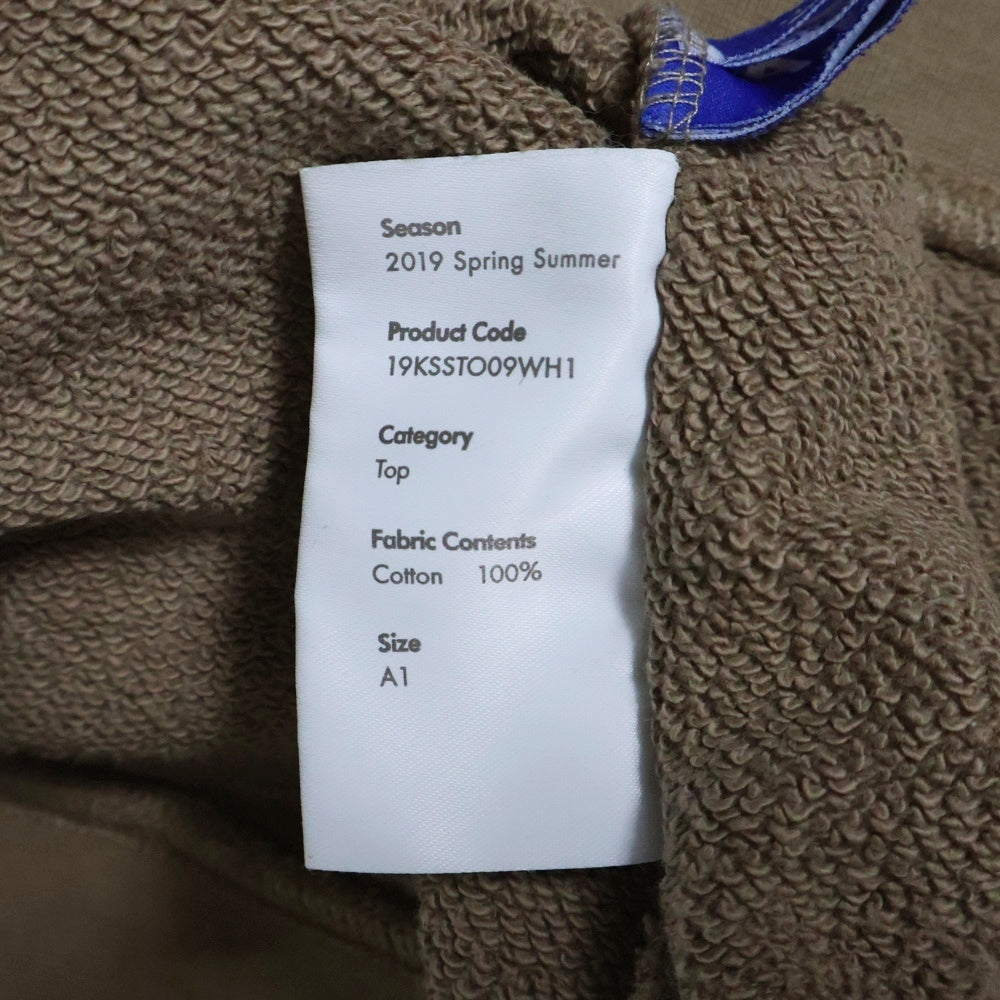 Season
2019 Spring Summer
Product Code
19KSSTO09WH1
Category
Top
Fabric Contents
Cotton 100%
Size
A1